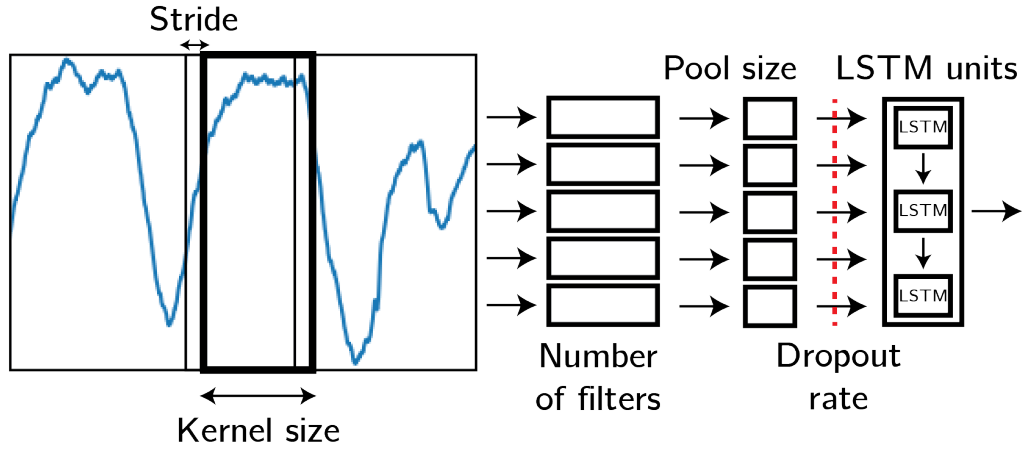 Stride
Kernel size
Number
of filters
Pool size
Dropout
rate
LSTM units
LSTM
LSTM
LSTM